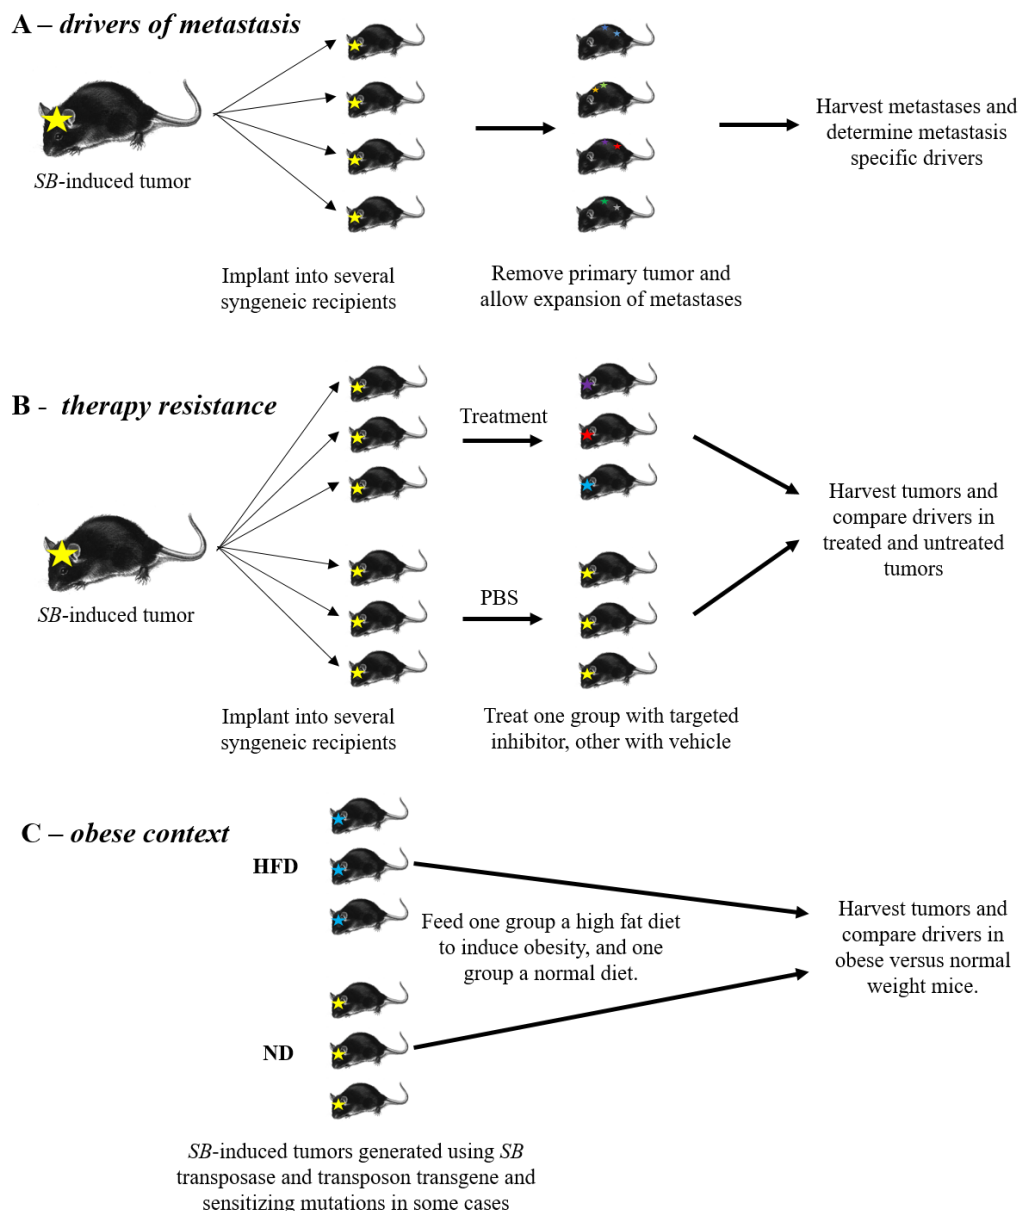 A – drivers of metastasis
SB-induced tumor
Implant into several
syngeneic recipients
Remove primary tumor and
allow expansion of metastases
Harvest metastases and
determine metastasis
specific drivers
B - therapy resistance
SB-induced tumor
Implant into several
syngeneic recipients
Treatment
PBS
Treat one group with targeted
inhibitor, other with vehicle
Harvest tumors and
compare drivers in
treated and untreated
tumors
C – obese context
HFD
Feed one group a high fat diet
to induce obesity, and one
group a normal diet.
ND
Harvest tumors and
compare drivers in
obese versus normal
weight mice.
SB-induced tumors generated using SB
transposase and transposon transgene and
sensitizing mutations in some cases